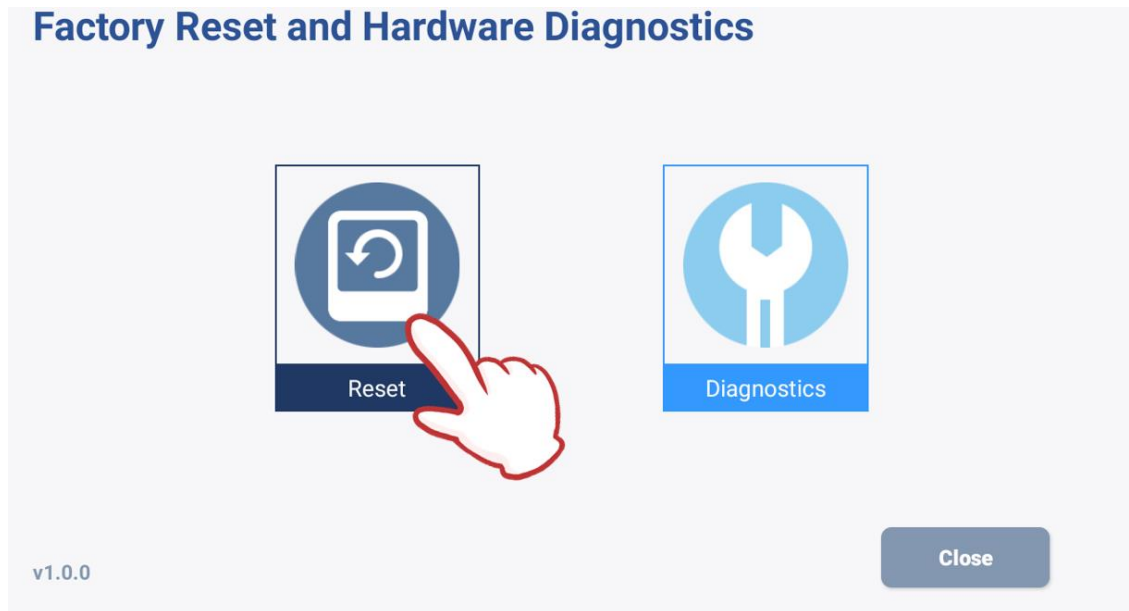 Factory Reset and Hardware Diagnostics
Reset
Diagnostics
Close
v1.0.0